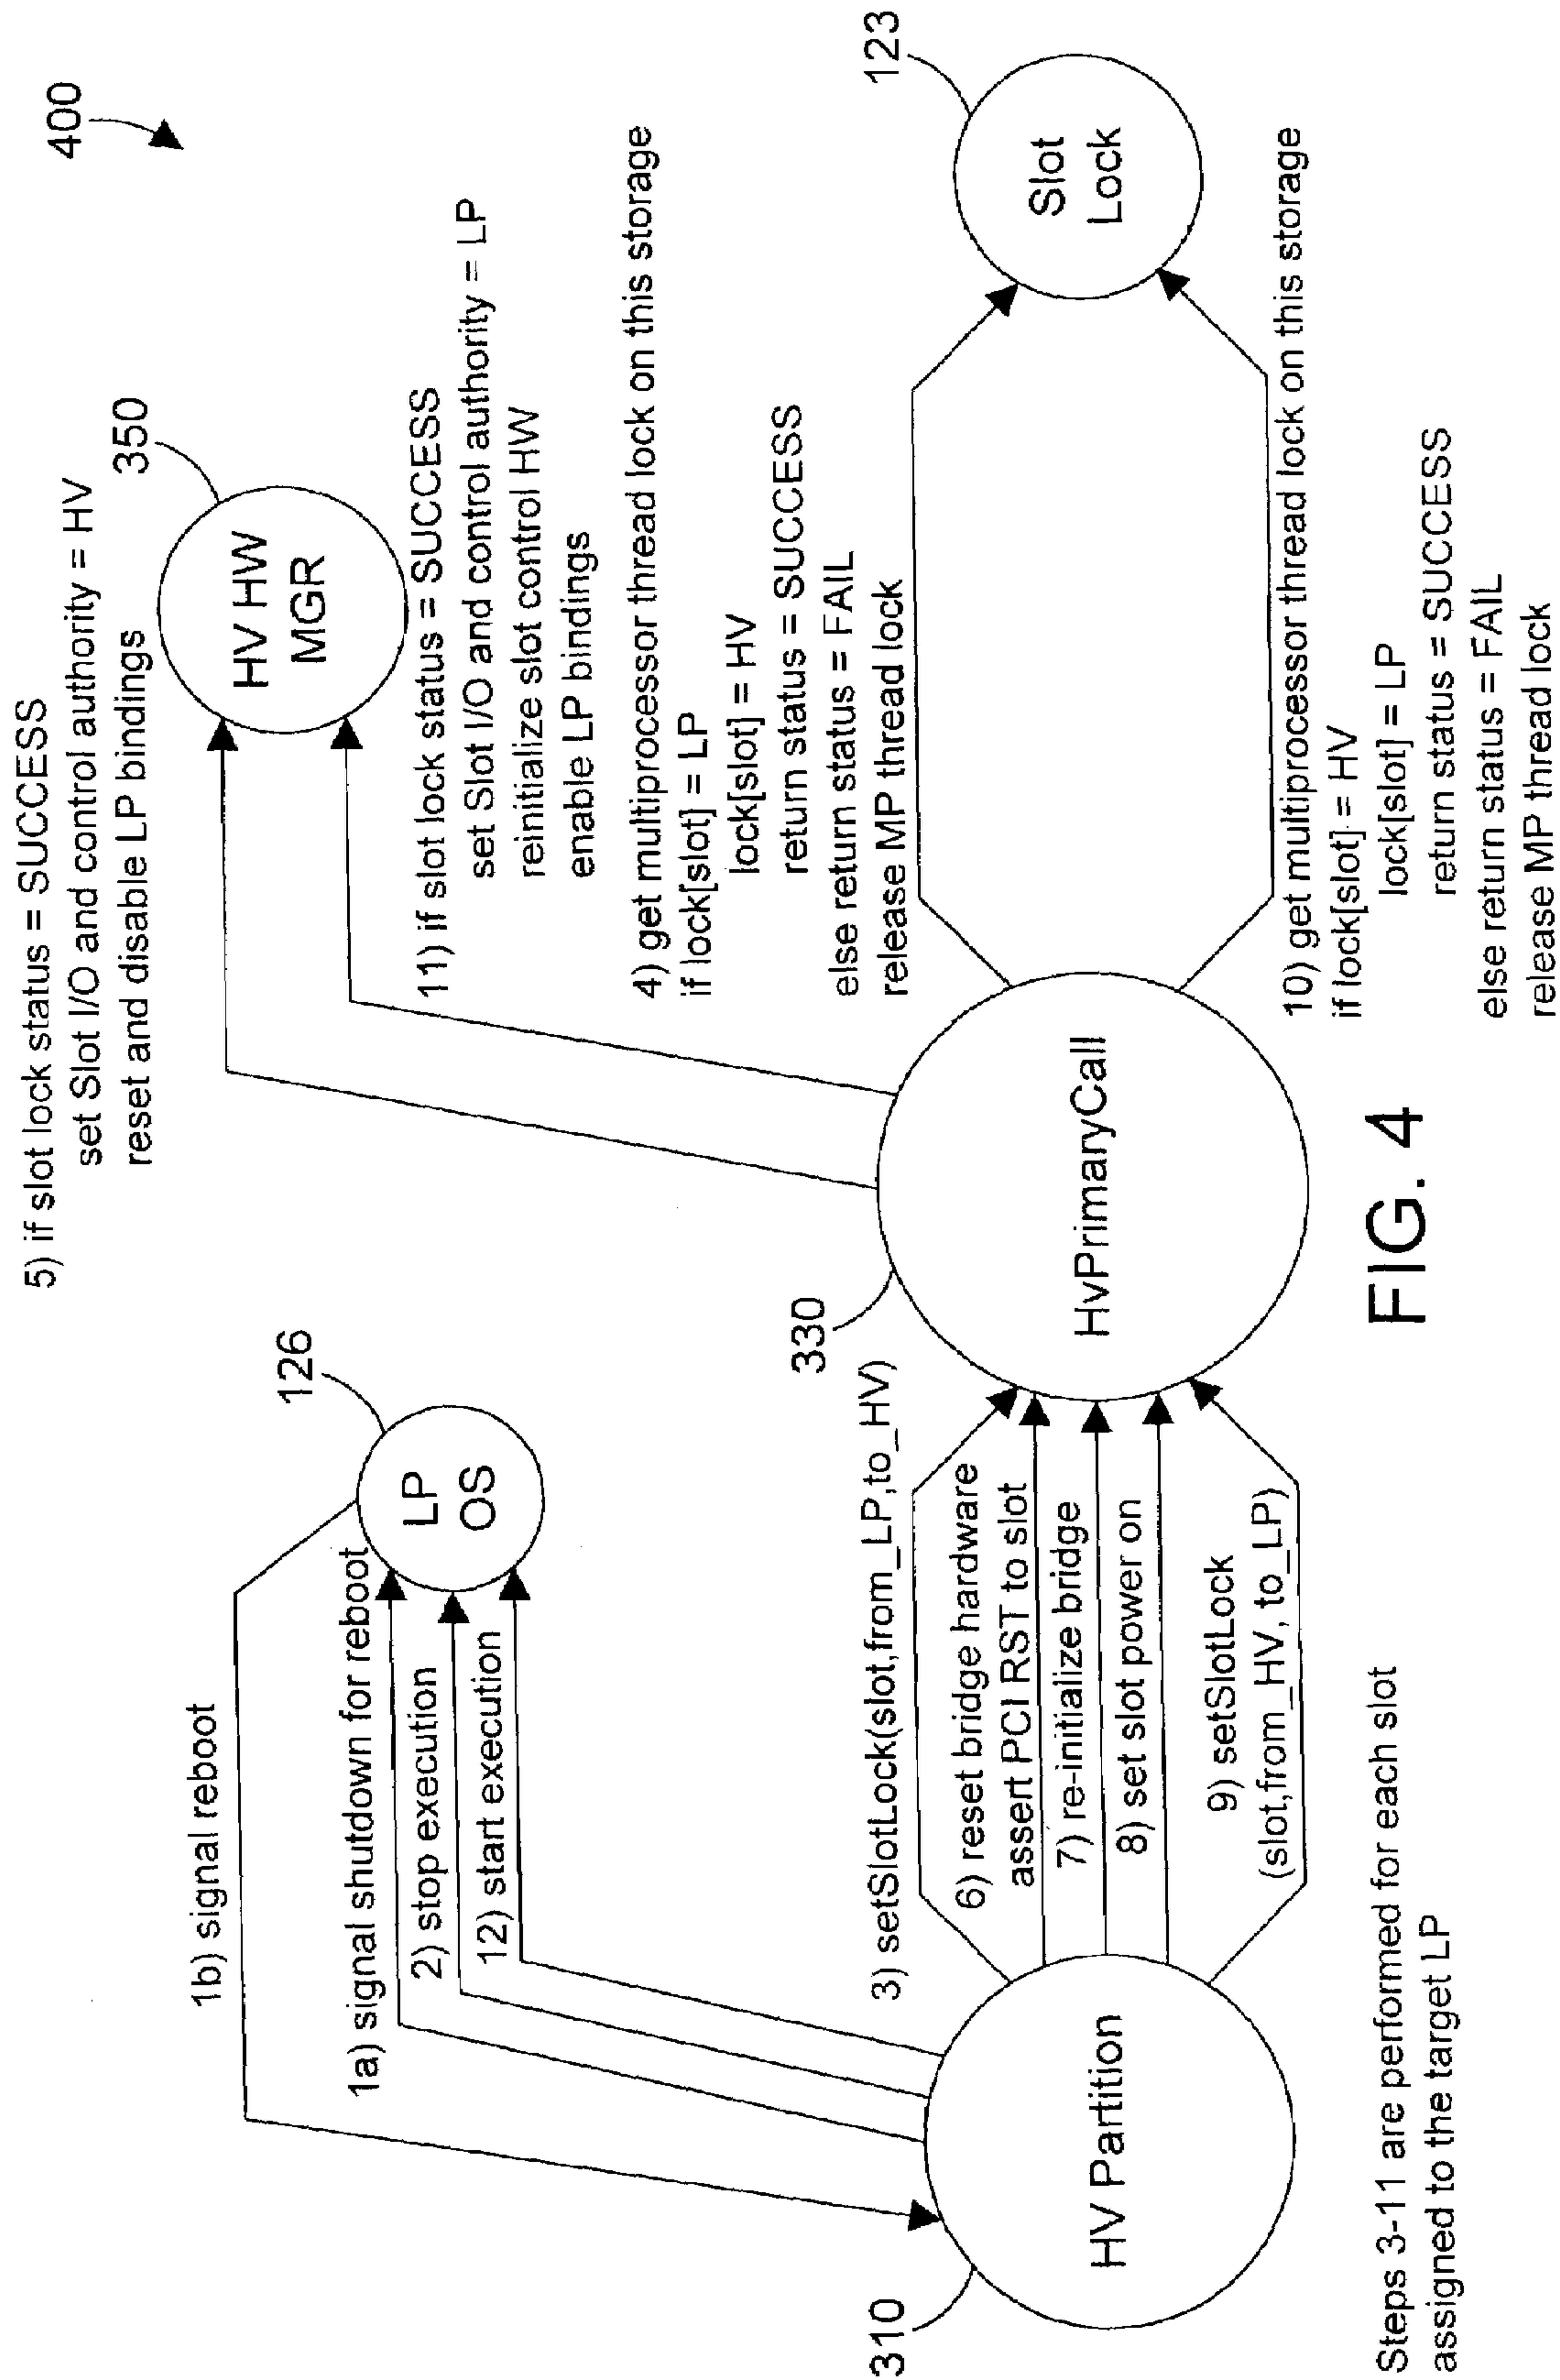 400
5) if slot lock status = SUCCESS
set Slot I/O and control authority = HV
reset and disable LP bindings
350
HV HW
MGR
11) if slot lock status = SUCCESS
set Slot I/O and control authority = LP
reinitialize slot control HW
enable LP bindings
1b) signal reboot
126
LP
OS
1a) signal shutdown for reboot
2) stop execution
12) start execution
4) get multiprocessor thread lock on this storage
if lock[slot] = LP
lock[slot] = HV
return status = SUCCESS
else return status = FAIL
release MP thread lock
123
Slot
Lock
330
HvPrimaryCall
3) setSlotLock(slot,from_LP,to_HV)
6) reset bridge hardware
assert PCI RST to slot
7) re-initialize bridge
8) set slot power on
9) setSlotLock
(slot,from_HV, to_LP)
310
HV Partition
10) get multiprocessor thread lock on this storage
if lock[slot] = HV
lock[slot] = LP
return status = SUCCESS
else return status = FAIL
release MP thread lock
Steps 3-11 are performed for each slot
assigned to the target LP
FIG. 4